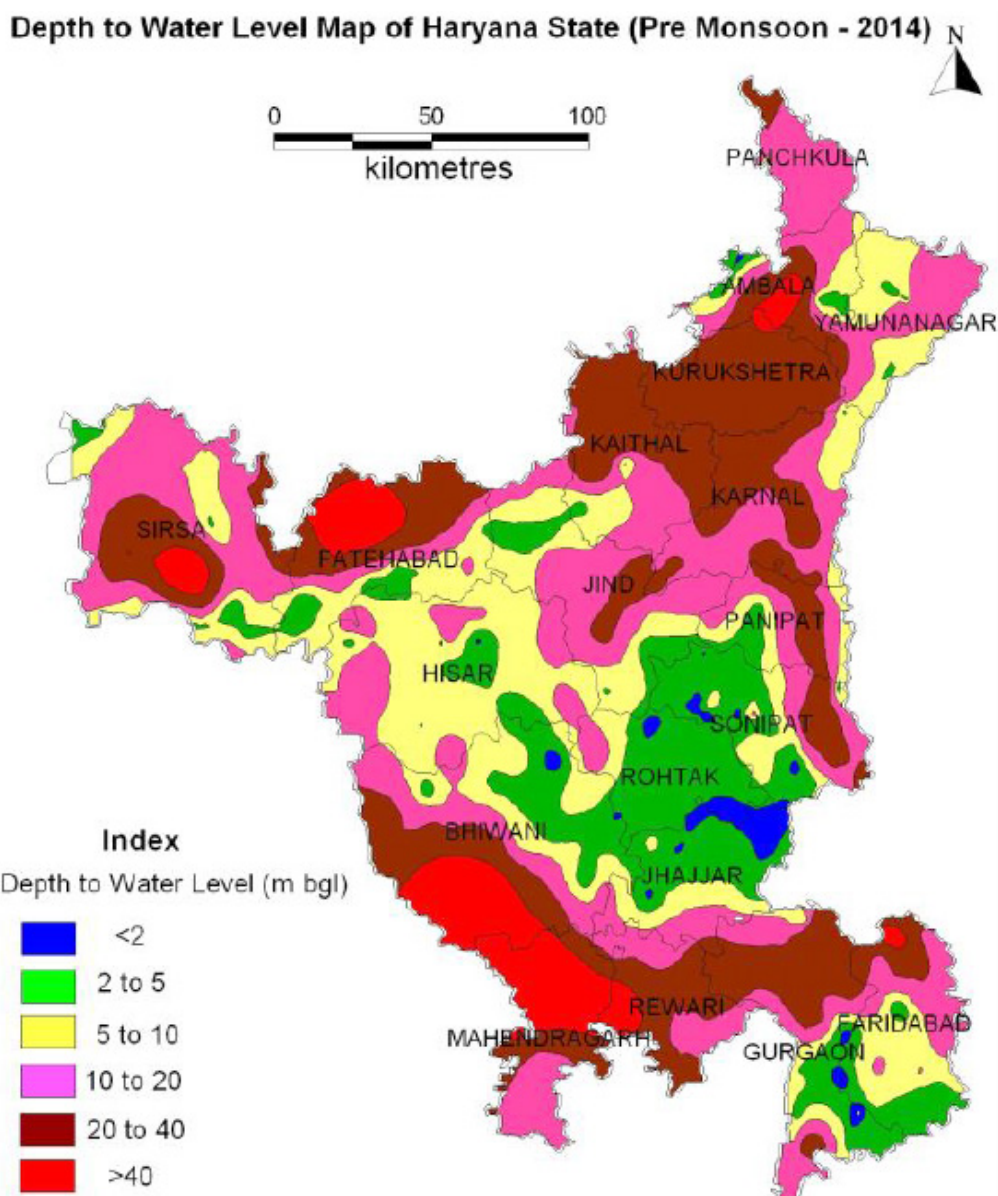 Depth to Water Level Map of Haryana State (Pre Monsoon - 2014)
N
0 50 100
kilometres
PANCHKULA
AMBALA
YAMUNANAGAR
KURUKSHETRA
KAITHAL
KARNAL
SIRSA
FATEHABAD
JIND
PANIPAT
HISAR
SONIPAT
ROHTAK
BHIWANI
JHAJJAR
REWARI
MAHENDRAGARH
FARIDABAD
GURGAON
Index
Depth to Water Level (m bgl)
<2
2 to 5
5 to 10
10 to 20
20 to 40
>40